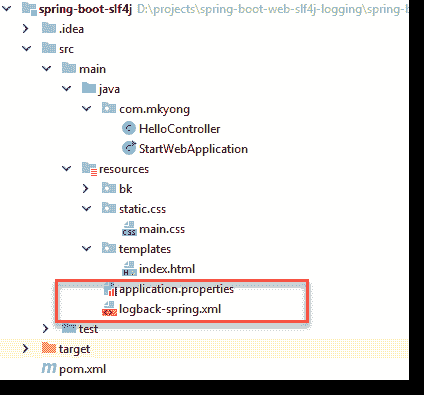 spring-boot-slf4j D:\projects\spring-boot-web-slf4j-logging\spring-b
.idea
src
main
java
com.mkyong
HelloController
StartWebApplication
resources
bk
static.css
main.css
templates
index.html
application.properties
logback-spring.xml
test
target
pom.xml